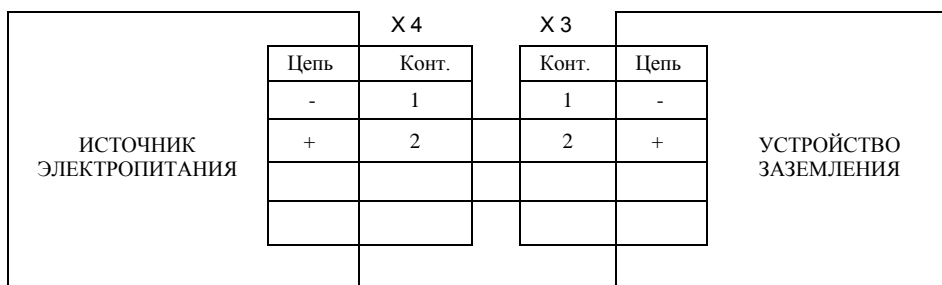 X 4 X 3
Цепь Конт. Конт. Цепь
- 1 1 -
+ 2 2 +
ИСТОЧНИК
ЭЛЕКТРОПИТАНИЯ
УСТРОЙСТВО
ЗАЗЕМЛЕНИЯ